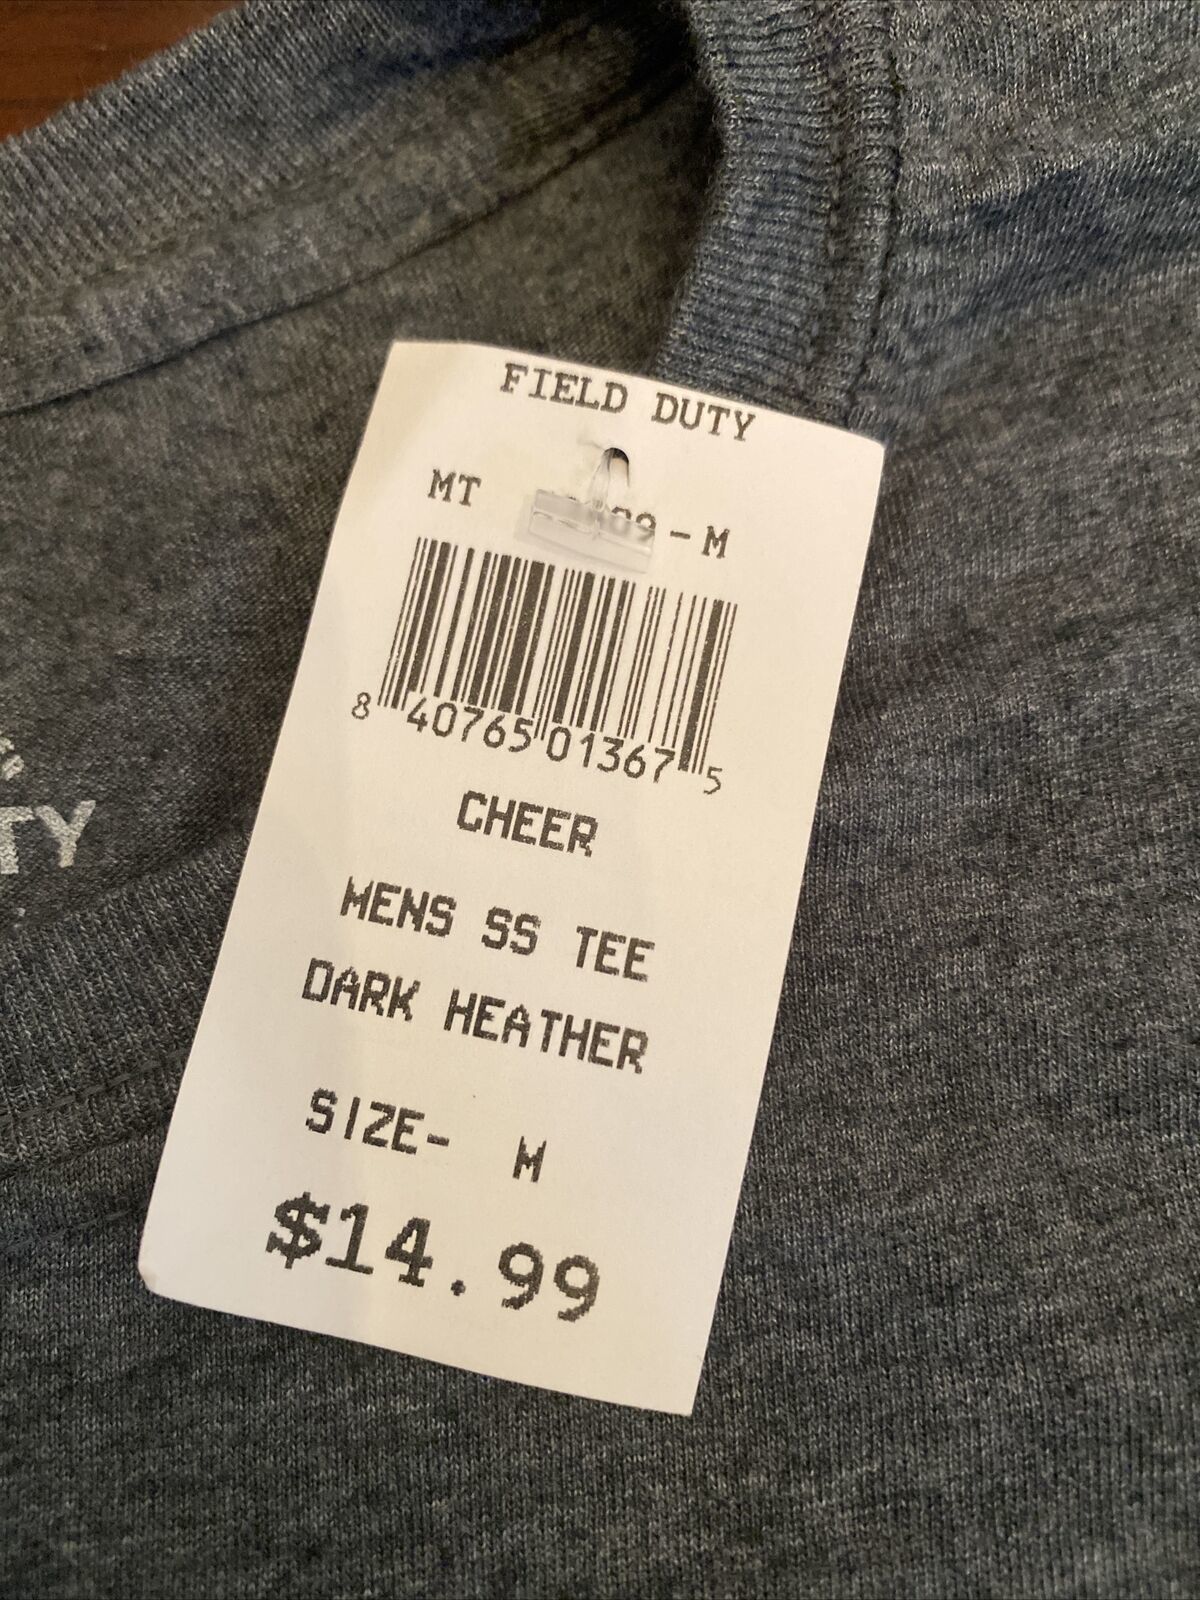 FIELD DUTY
MT -M
8 40765 01367 5
CHEER
MENS SS TEE
DARK HEATHER
SIZE- M
$14.99
TY